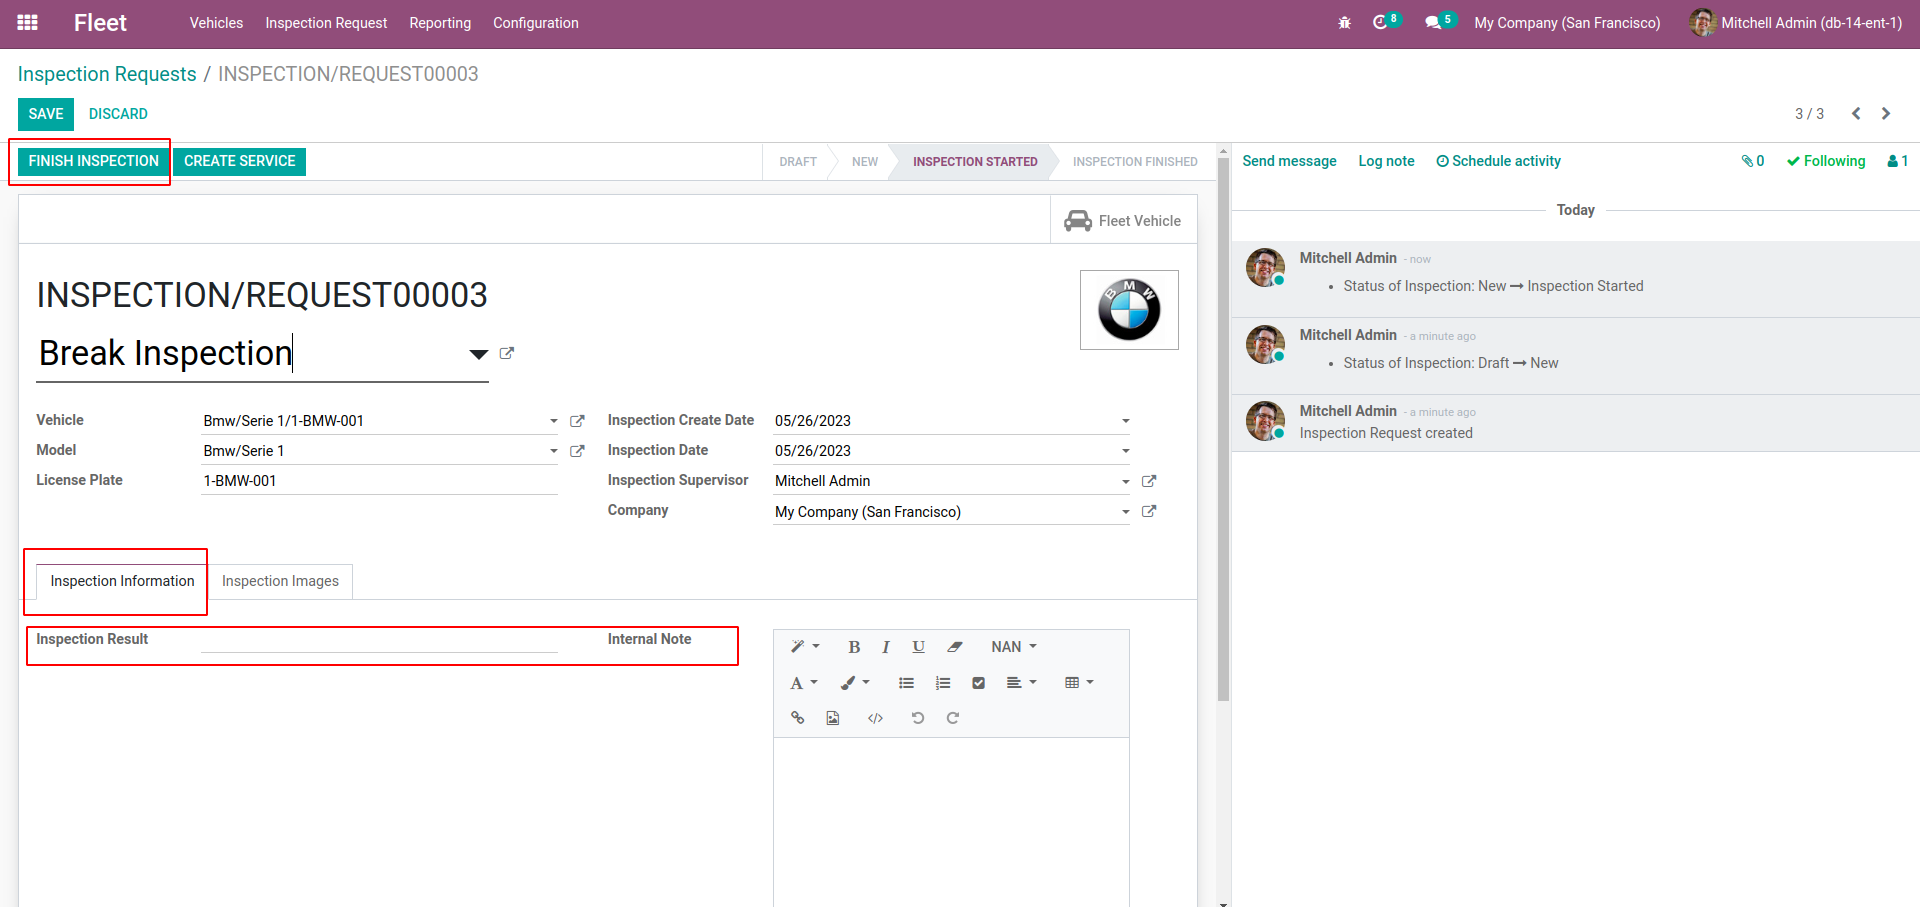 Fleet Vehicles Inspection Request Reporting Configuration 8 5 My Company (San Francisco) Mitchell Admin (db-14-ent-1)
Inspection Requests / INSPECTION/REQUEST00003
SAVE DISCARD 3 / 3
FINISH INSPECTION CREATE SERVICE DRAFT NEW INSPECTION STARTED INSPECTION FINISHED
Fleet Vehicle
INSPECTION/REQUEST00003
BMW
Break Inspection
Vehicle Bmw/Serie 1/1-BMW-001 Inspection Create Date 05/26/2023
Model Bmw/Serie 1 Inspection Date 05/26/2023
License Plate 1-BMW-001 Inspection Supervisor Mitchell Admin
Company My Company (San Francisco)
Inspection Information Inspection Images
Inspection Result Internal Note
B I U NAN
A
Send message Log note Schedule activity 0 Following 1
Today
Mitchell Admin - now
• Status of Inspection: New → Inspection Started
Mitchell Admin - a minute ago
• Status of Inspection: Draft → New
Mitchell Admin - a minute ago
Inspection Request created